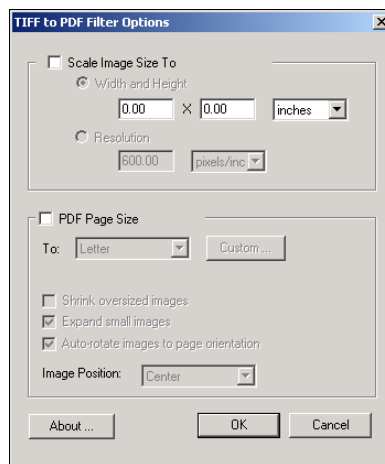 TIFF to PDF Filter Options
Scale Image Size To
Width and Height
0.00 X 0.00 inches
Resolution
600.00 pixels/inc
PDF Page Size
To: Letter Custom ...
Shrink oversized images
Expand small images
Auto-rotate images to page orientation
Image Position: Center
About ... OK Cancel